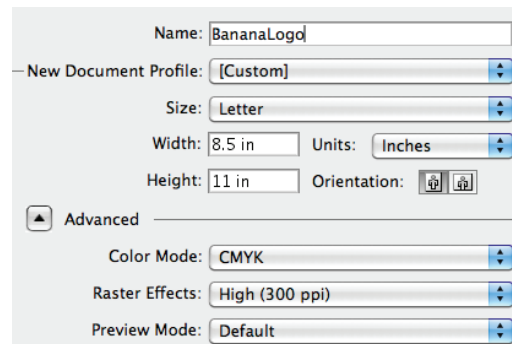 Name: BananaLogo
New Document Profile: [Custom]
Size: Letter
Width: 8.5 in Units: Inches
Height: 11 in Orientation:
Advanced
Color Mode: CMYK
Raster Effects: High (300 ppi)
Preview Mode: Default